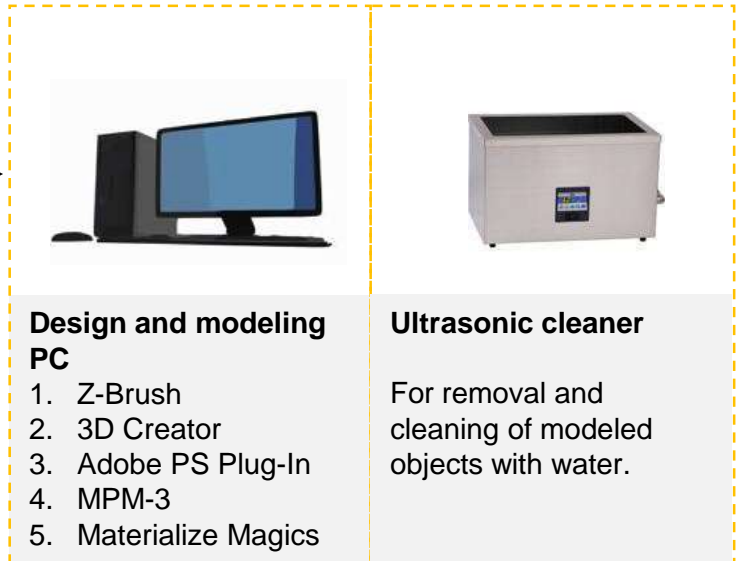 Design and modeling
PC
1. Z-Brush
2. 3D Creator
3. Adobe PS Plug-In
4. MPM-3
5. Materialize Magics
Ultrasonic cleaner
For removal and
cleaning of modeled
objects with water.